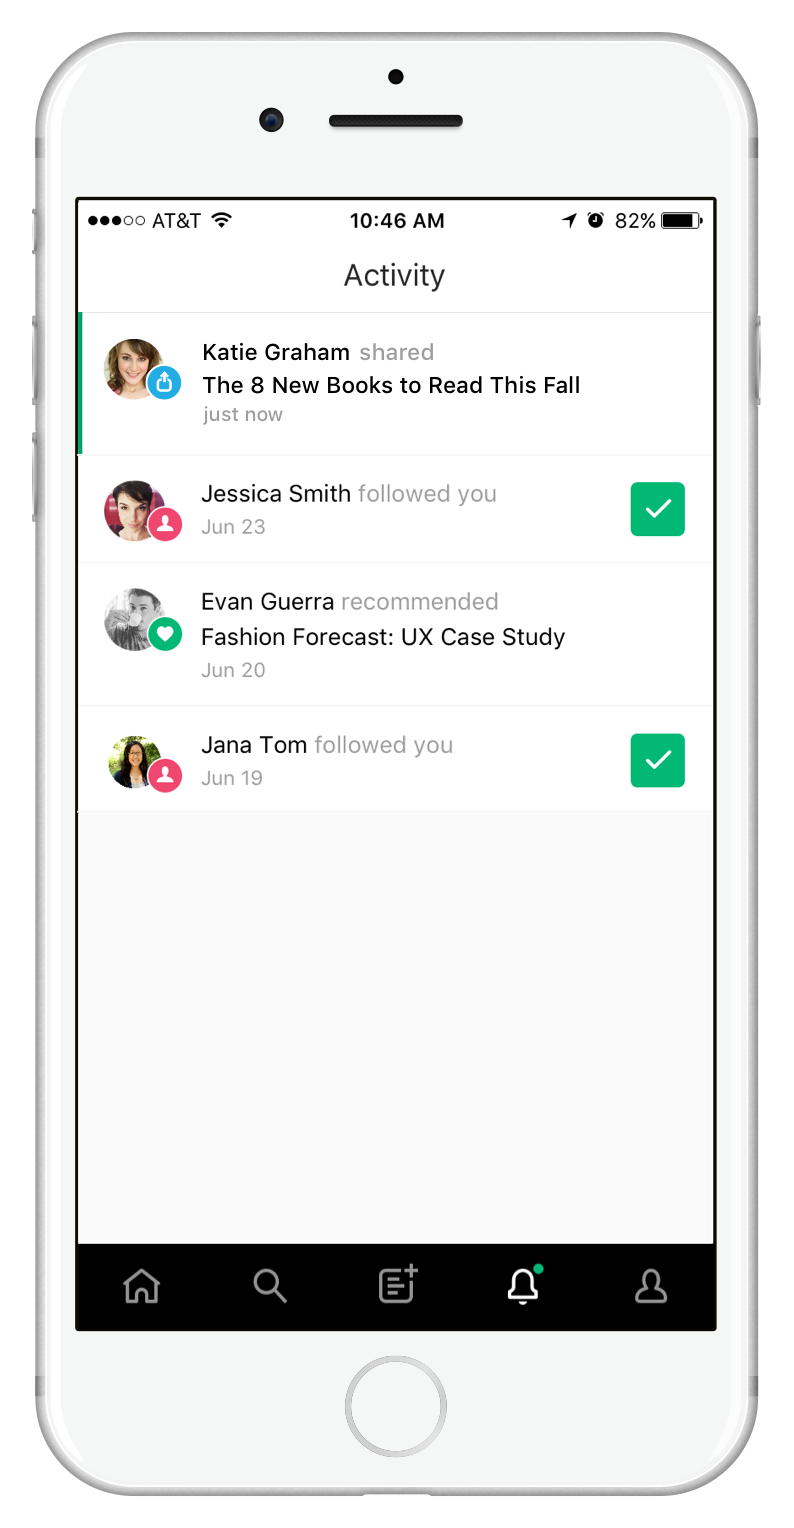 AT&T 10:46 AM 82%
Activity
Katie Graham shared
The 8 New Books to Read This Fall
just now
Jessica Smith followed you
Jun 23
Evan Guerra recommended
Fashion Forecast: UX Case Study
Jun 20
Jana Tom followed you
Jun 19